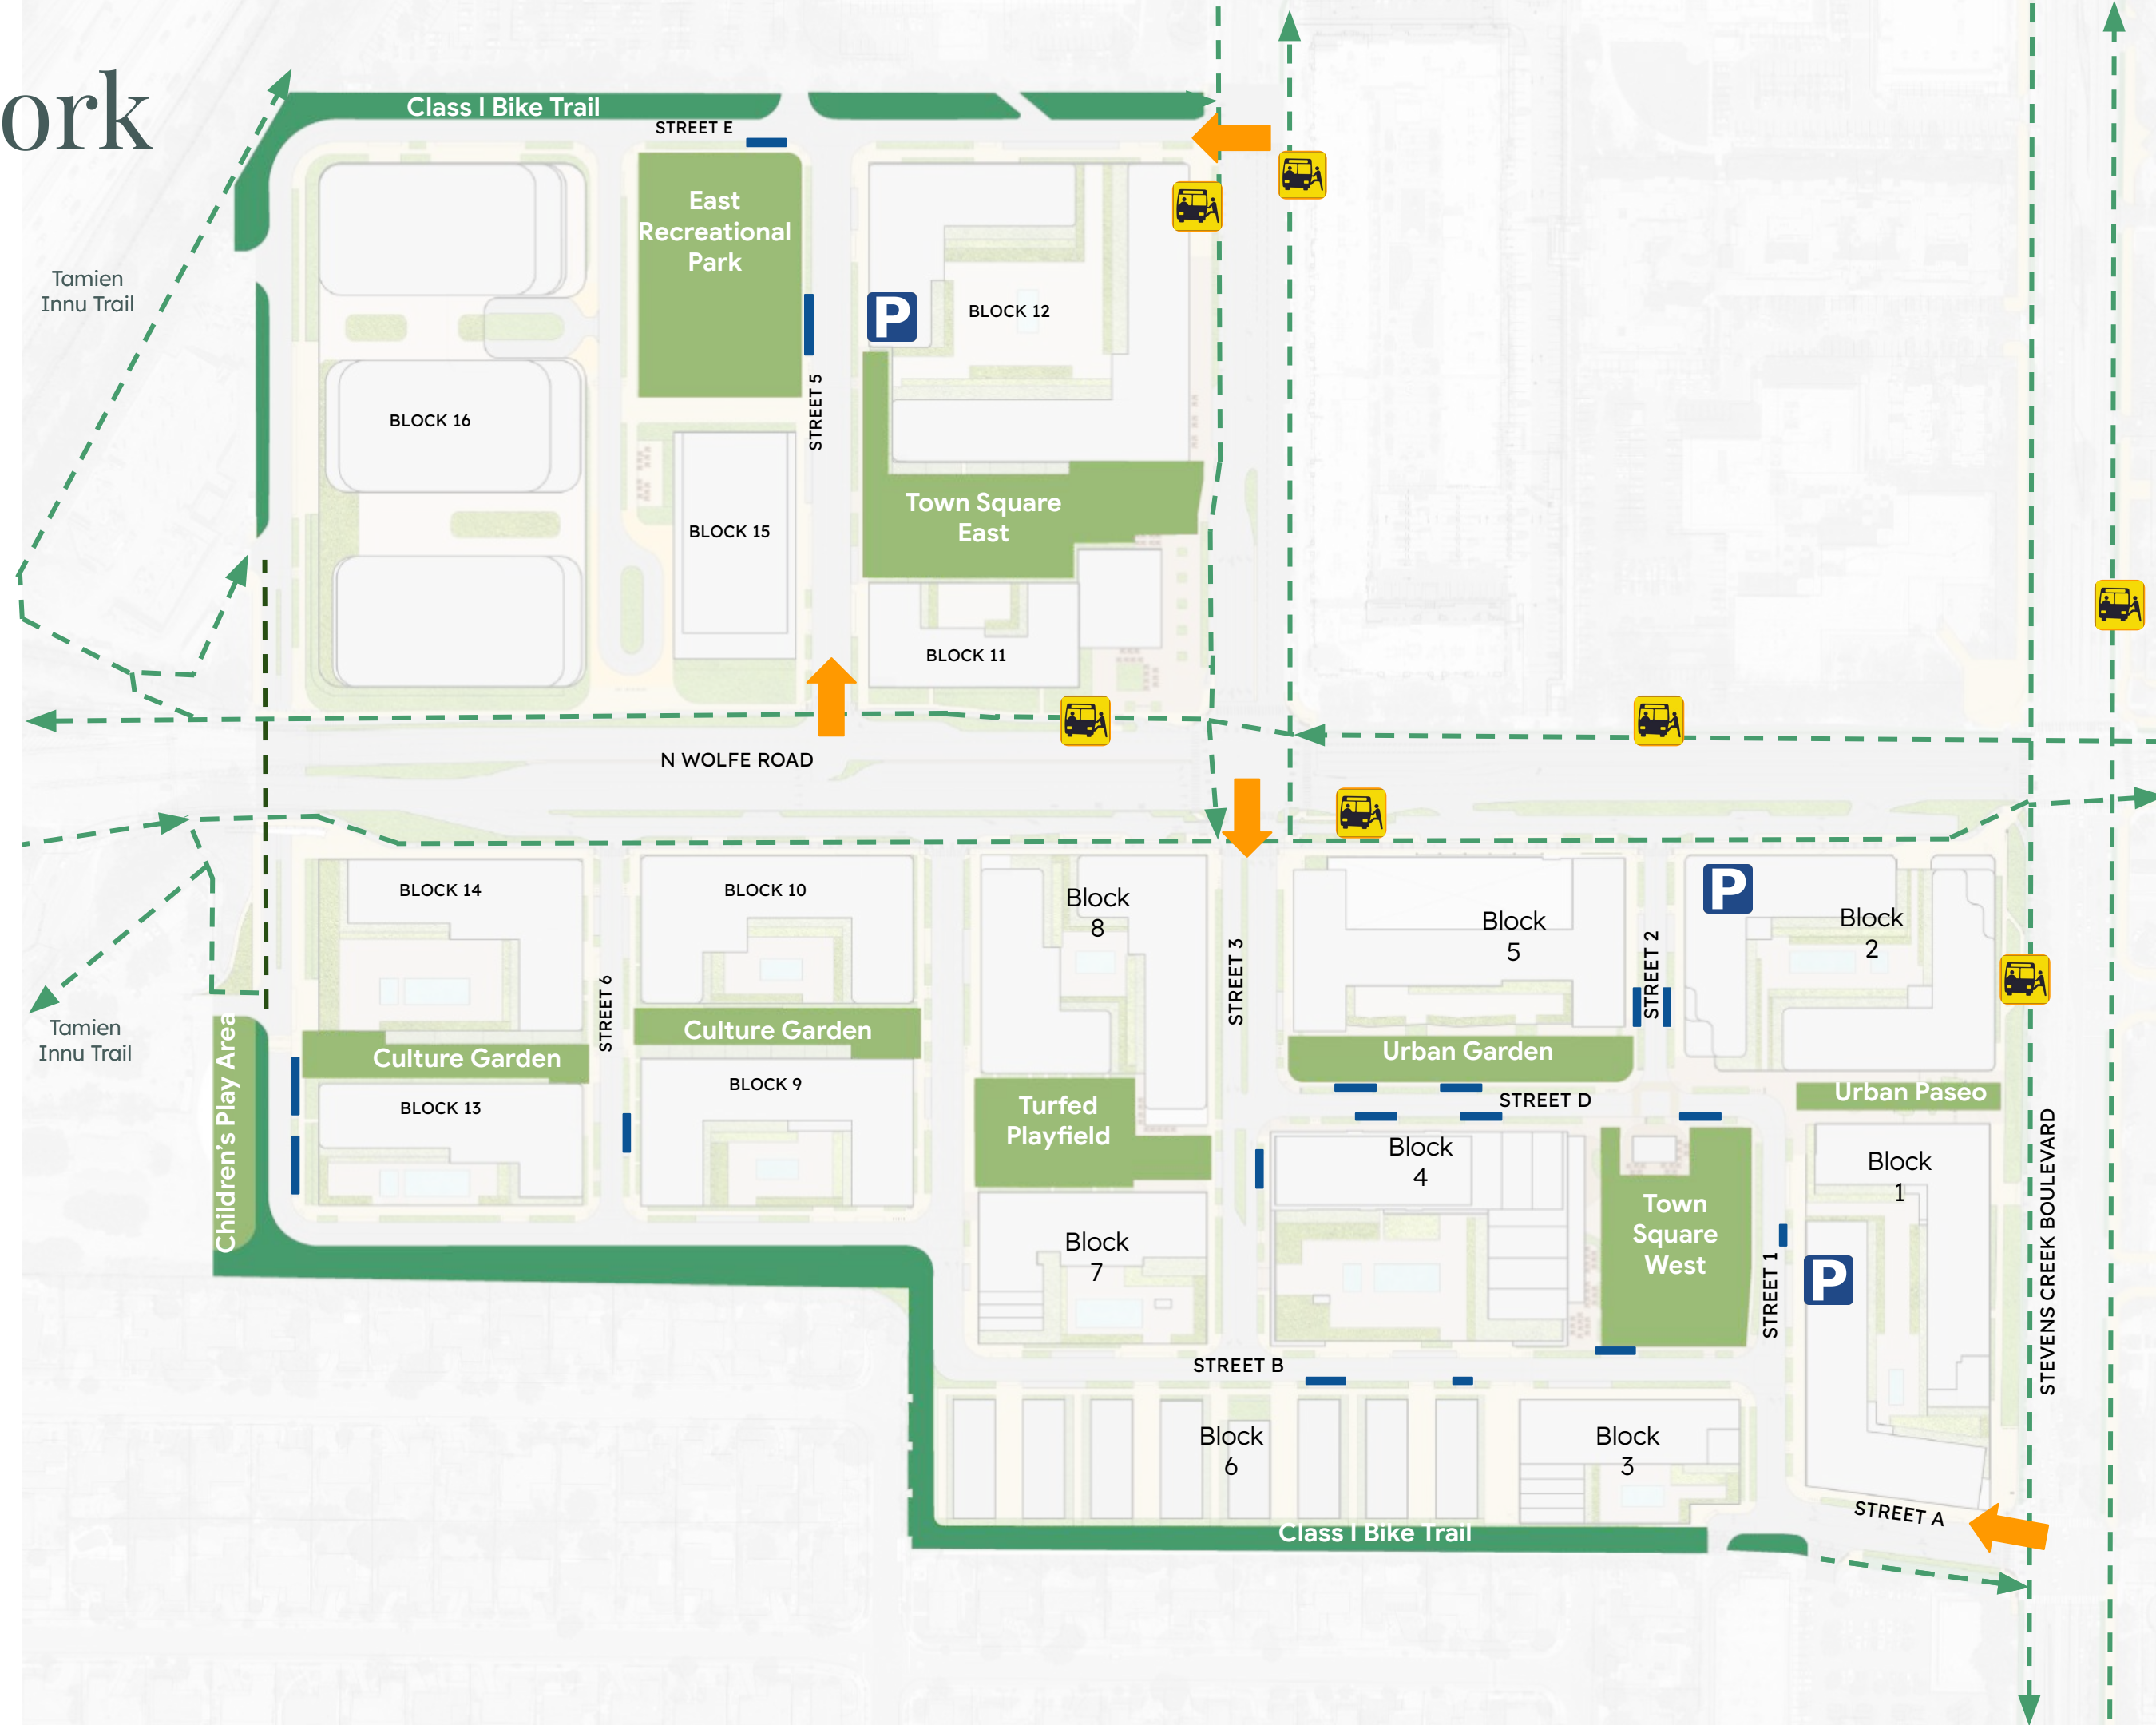 ork
Class I Bike Trail
STREET E
East
Recreational
Park
Tamien
Innu Trail
P
BLOCK 12
STREET 5
BLOCK 16
Town Square
East
BLOCK 15
BLOCK 11
N WOLFE ROAD
BLOCK 14
BLOCK 10
Block
8
Block
5
P
Block
2
STREET 3
STREET 2
STREET 6
Tamien
Innu Trail
Culture Garden
Culture Garden
Urban Garden
Children's Play Area
BLOCK 13
BLOCK 9
Turfed
Playfield
STREET D
Urban Paseo
Block
4
Block
1
Town
Square
West
STREET 1
P
STEVENS CREEK BOULEVARD
Block
7
STREET B
Block
6
Block
3
STREET A
Class I Bike Trail